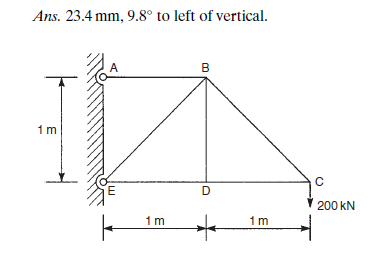 Ans. 23.4 mm, 9.8° to left of vertical.
A
B
1 m
C
E
D
200 kN
1 m
1 m